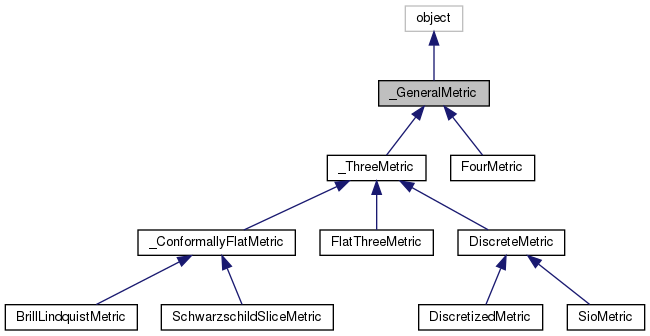 object
_GeneralMetric
_ThreeMetric
FourMetric
_ConformallyFlatMetric
FlatThreeMetric
DiscreteMetric
BrillLindquistMetric
SchwarzschildSliceMetric
DiscretizedMetric
SioMetric